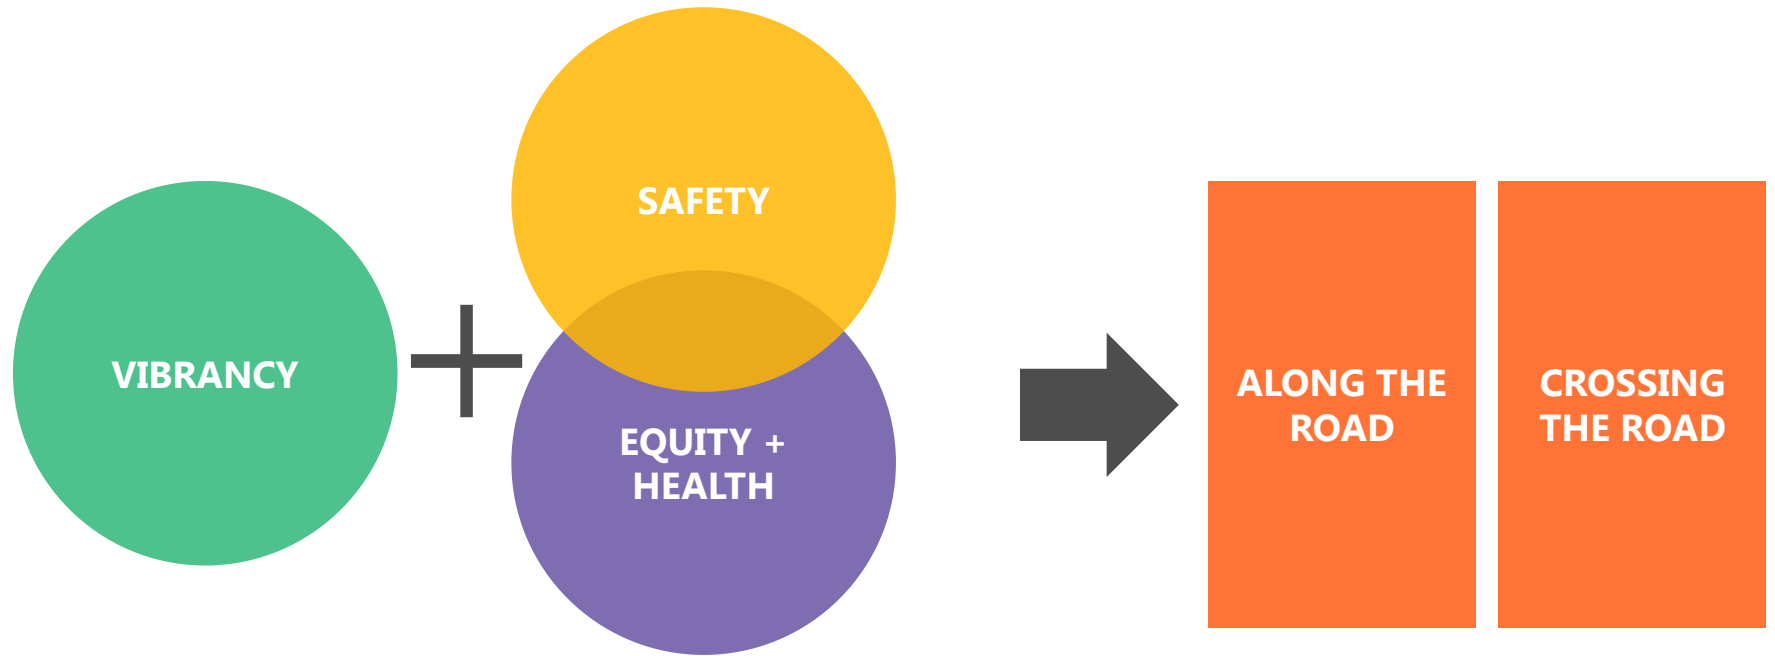 VIBRANCY
SAFETY
EQUITY +
HEALTH
ALONG THE
ROAD
CROSSING
THE ROAD